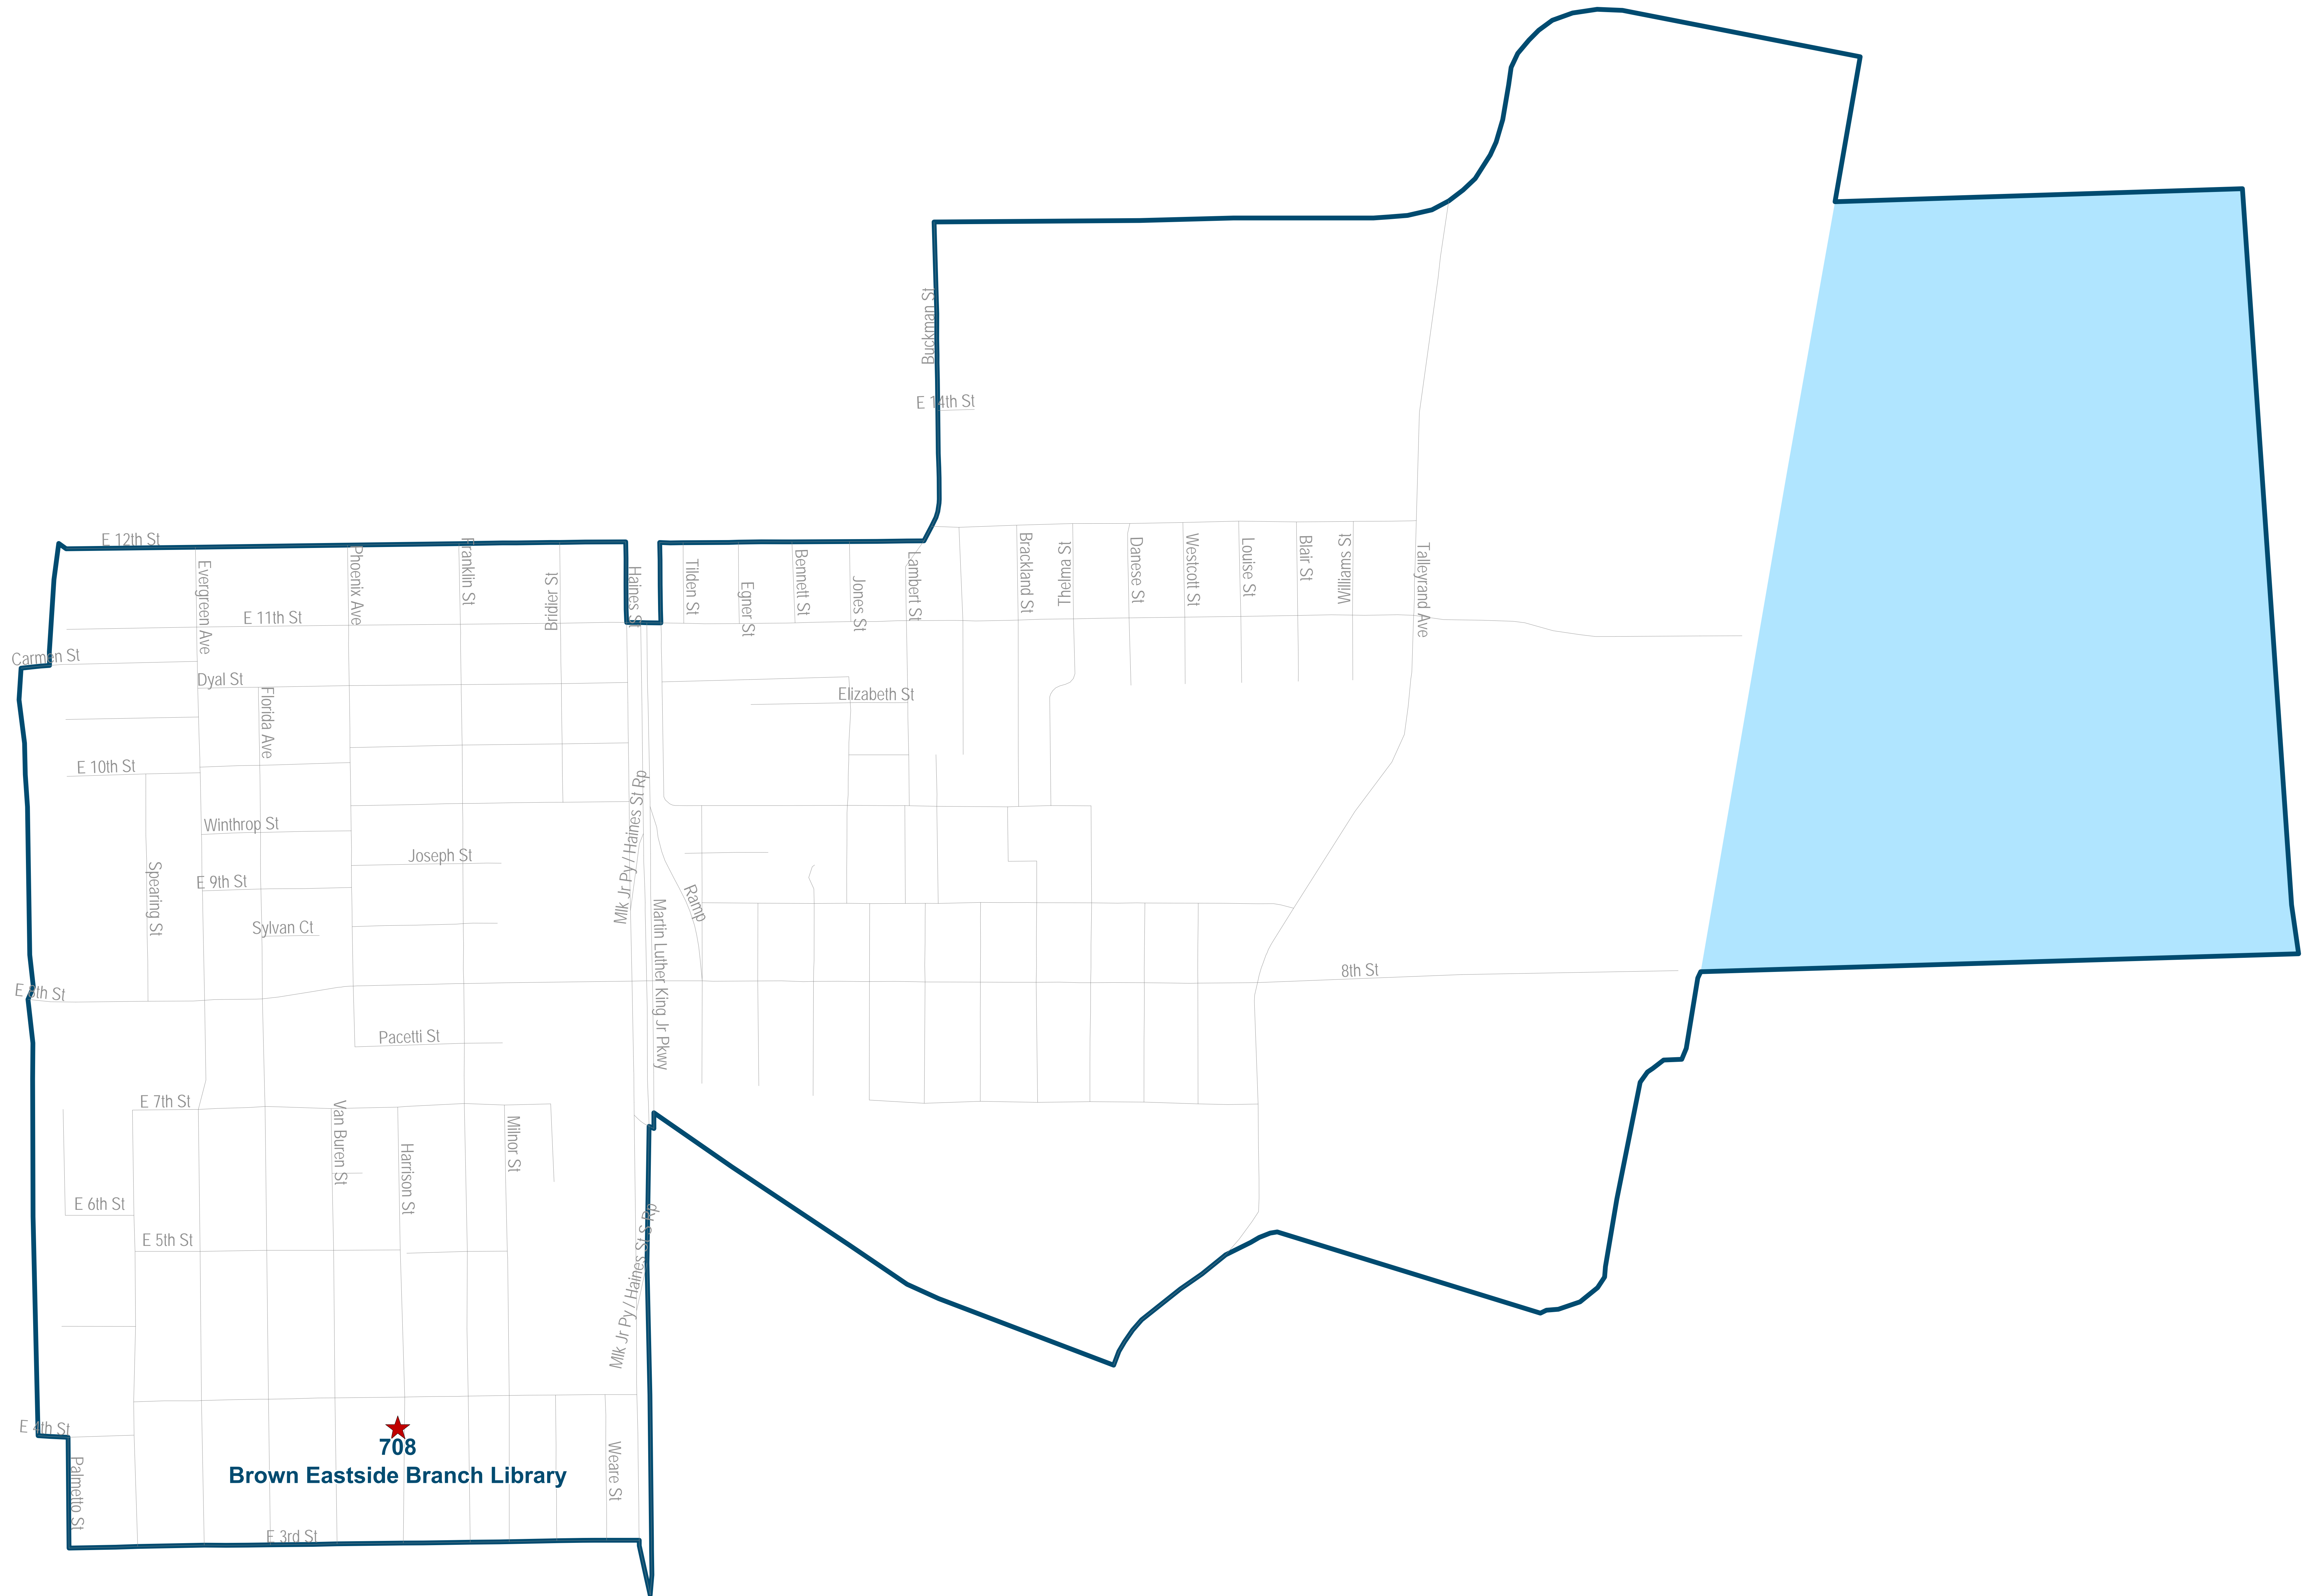 Buckman St
E 14th St
E 12th St
Evergreen Ave
Phoenix Ave
Franklin St
Bridier St
Haines St
Tilden St
Egner St
Bennett St
Jones St
Lambert St
Brackland St
Thelma St
Danese St
Westcott St
Louise St
Blair St
Williams St
Talleyrand Ave
E 11th St
Carmen St
Dyal St
Florida Ave
Elizabeth St
E 10th St
Mlk Jr Py / Haines St Rp
Winthrop St
Joseph St
Spearing St
E 9th St
Ramp
Sylvan Ct
Martin Luther King Jr Pkwy
8th St
E 8th St
Pacetti St
E 7th St
Van Buren St
Harrison St
Milnor St
E 6th St
E 5th St
Mlk Jr Py / Haines St S Rp
E 4th St
708
Brown Eastside Branch Library
Palmetto St
Weare St
E 3rd St